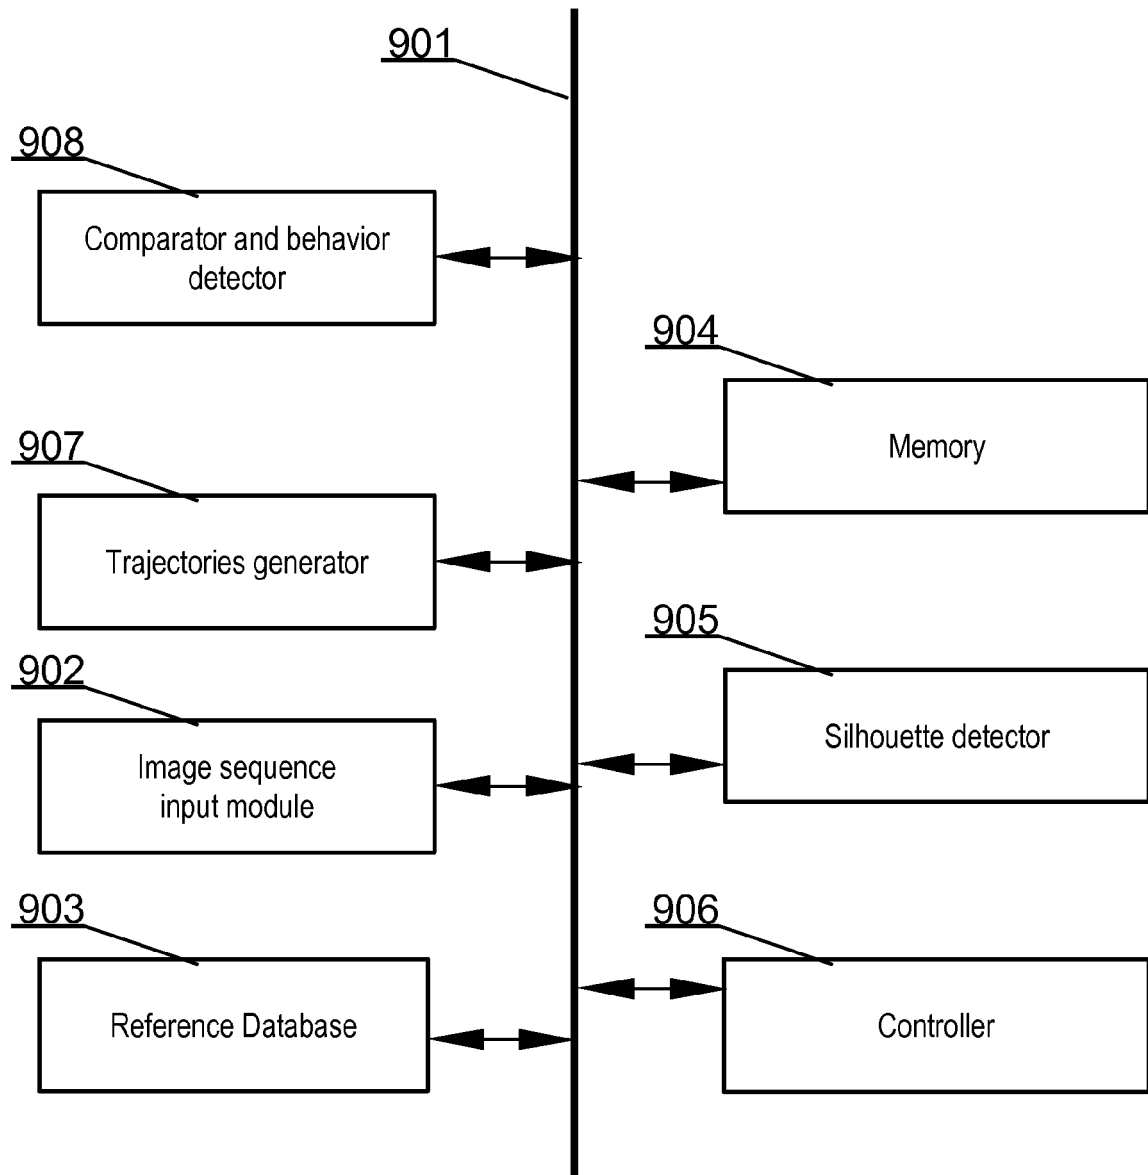 901
908
Comparator and behavior
detector
904
Memory
907
Trajectories generator
905
Silhouette detector
902
Image sequence
input module
903
Reference Database
906
Controller